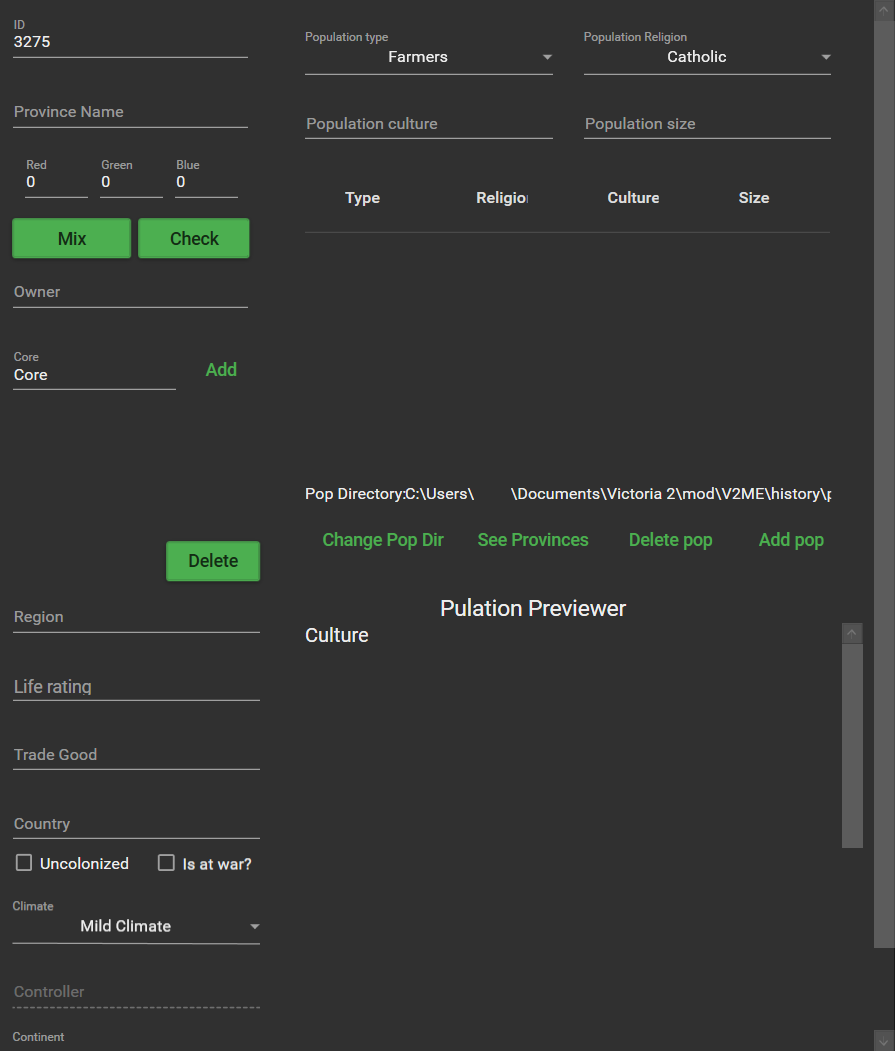 ID
3275
Province Name
Red Green Blue
0 0 0
Mix Check
Owner
Core
Core Add
Delete
Region
Life rating
Trade Good
Country
Uncolonized Is at war?
Climate
Mild Climate
Controller
Continent
Population type Population Religion
Farmers Catholic
Population culture Population size
Type Religio Culture Size
Pop Directory:C:\Users\ \Documents\Victoria 2\mod\V2ME\history\p
Change Pop Dir See Provinces Delete pop Add pop
Pulation Previewer
Culture